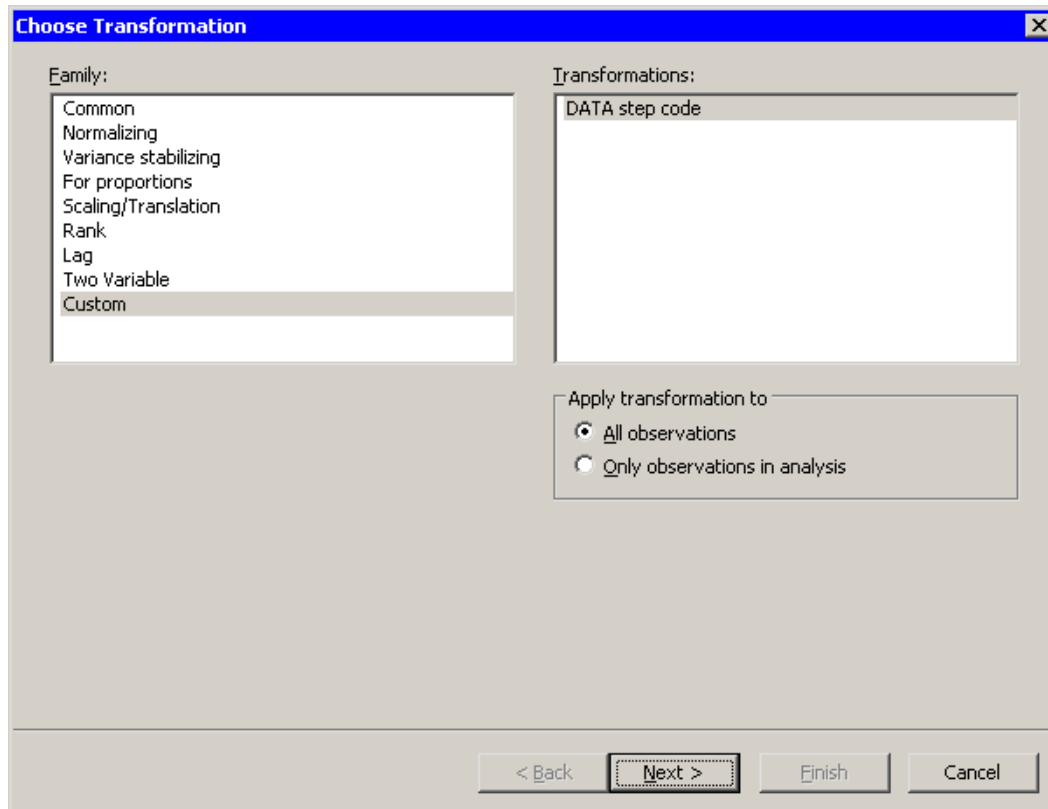 Choose Transformation
Family:
Common
Normalizing
Variance stabilizing
For proportions
Scaling/Translation
Rank
Lag
Two Variable
Custom
Transformations:
DATA step code
Apply transformation to
All observations
Only observations in analysis
< Back
Next >
Finish
Cancel